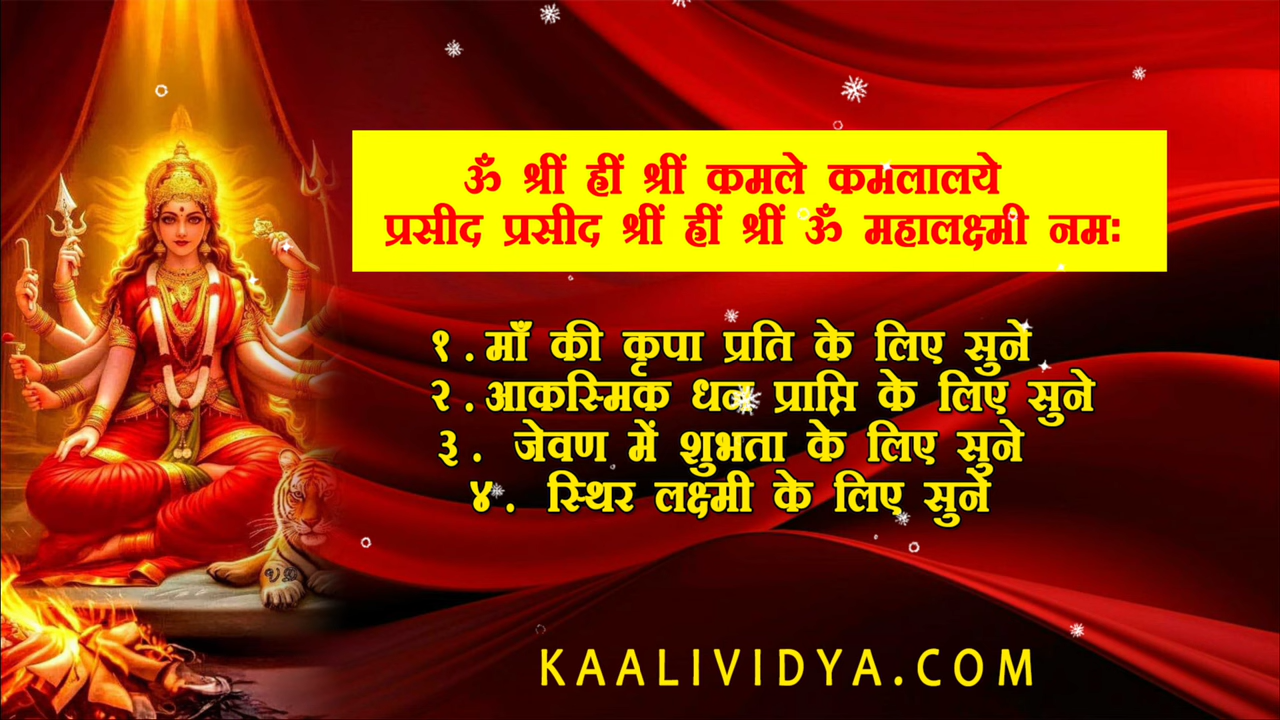 ॐ श्रीं ह्रीं श्रीं कमले कमलालये
प्रसीद प्रसीद श्रीं ह्रीं श्रीं ॐ महालक्ष्मी नमः
१.माँ की कृपा प्रति के लिए सुने
२.आकस्मिक धन प्राप्ति के लिए सुने
३. जेवण में शुभता के लिए सुने
४. स्थिर लक्ष्मी के लिए सुनें
KAALIVIDYA.COM